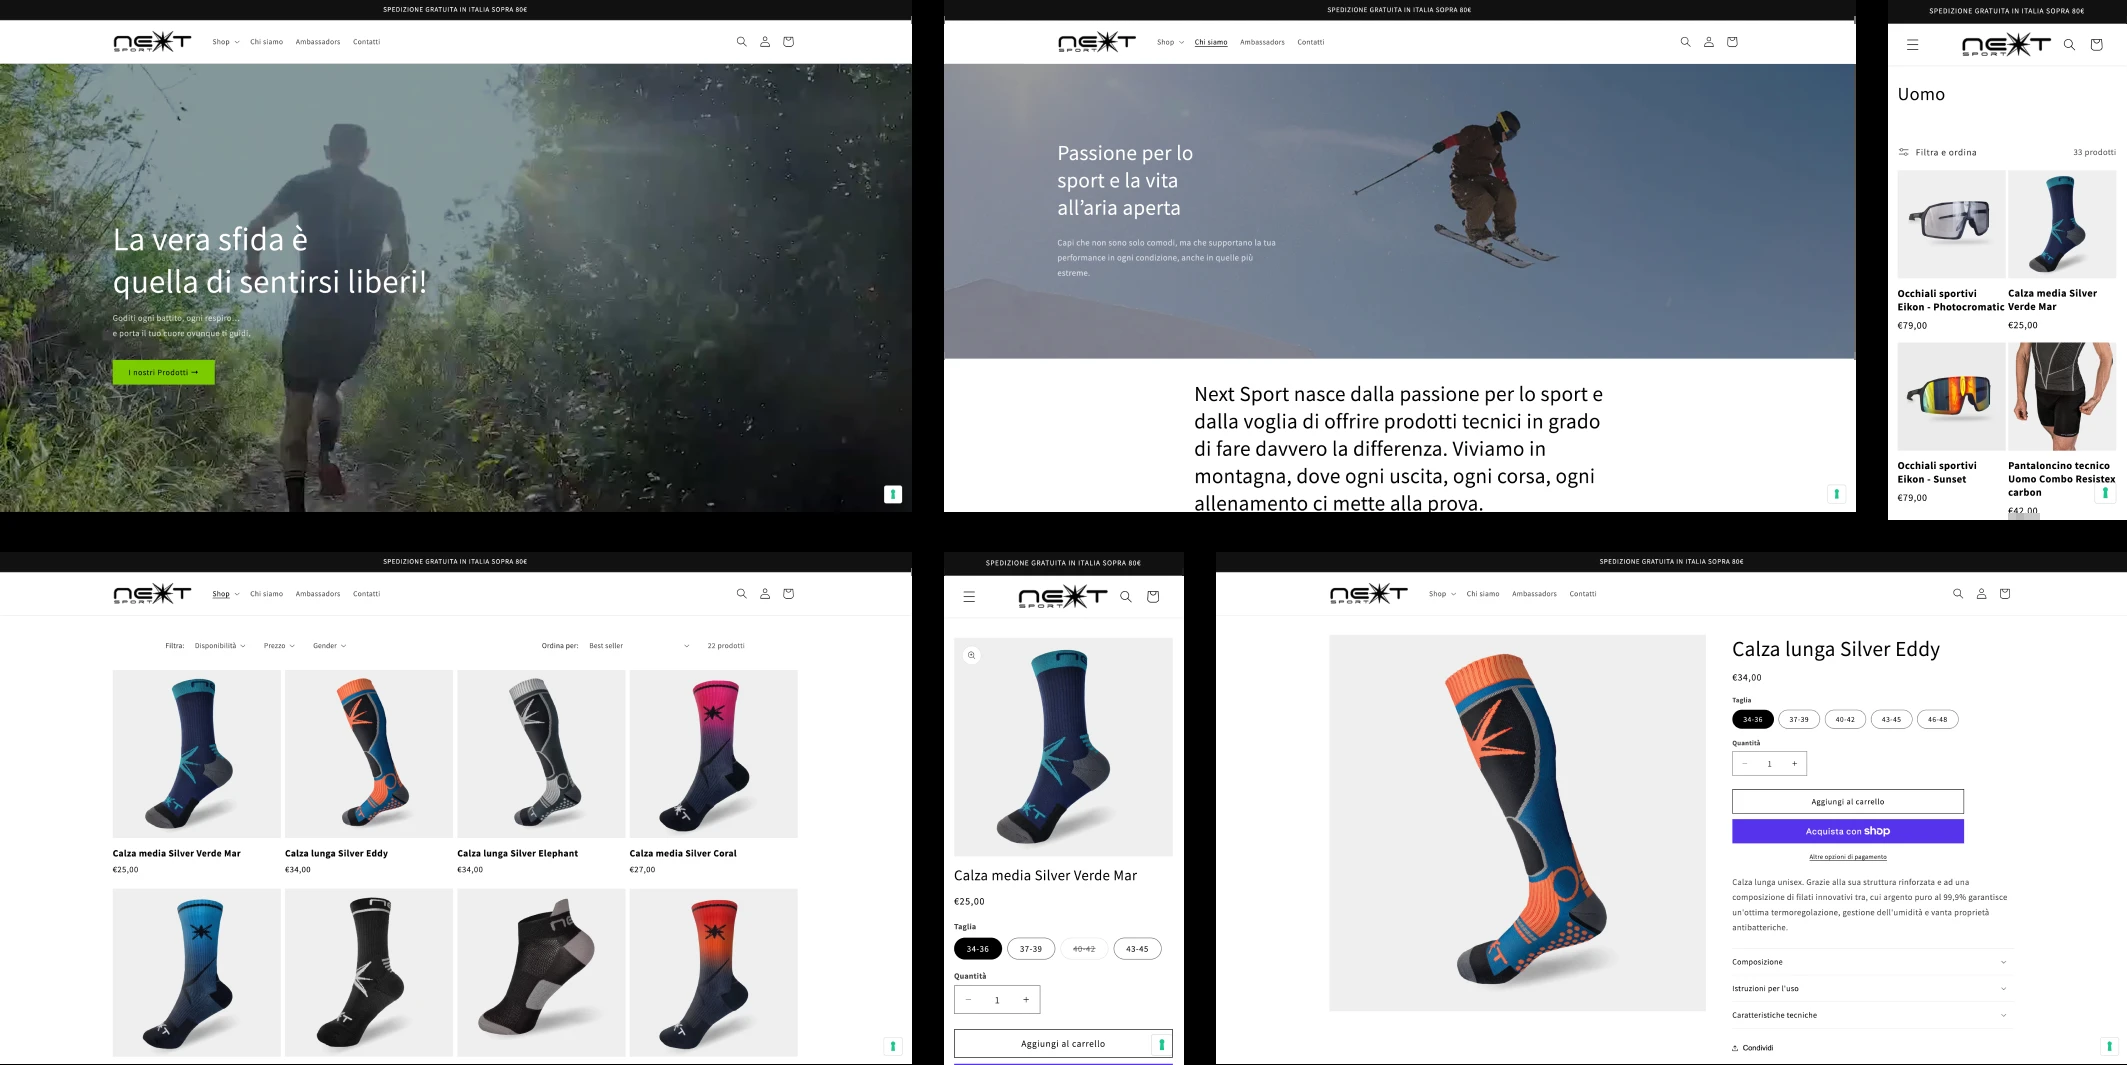 SPEDIZIONE GRATUITA IN ITALIA SOPRA 80€
NEXT
SPORT
Shop
Chi siamo
Ambassadors
Contatti
La vera sfida è
quella di sentirsi liberi!
Goditi ogni battito, ogni respiro...
e porta il tuo cuore ovunque ti guidi.
I nostri Prodotti →
SPEDIZIONE GRATUITA IN ITALIA SOPRA 80€
NEXT
SPORT
Shop
Chi siamo
Ambassadors
Contatti
Passione per lo
sport e la vita
all'aria aperta
Capi che non sono solo comodi, ma che supportano la tua
performance in ogni condizione, anche in quelle più
estreme.
Next Sport nasce dalla passione per lo sport e
dalla voglia di offrire prodotti tecnici in grado
di fare davvero la differenza. Viviamo in
montagna, dove ogni uscita, ogni corsa, ogni
allenamento ci mette alla prova.
SPEDIZIONE GRATUITA IN ITALIA SOPRA 80€
NEXT
SPORT
Uomo
Filtra e ordina
33 prodotti
Occhiali sportivi
Eikon - Photocromatic
€79,00
Calza media Silver
Verde Mar
€25,00
Occhiali sportivi
Eikon - Sunset
€79,00
Pantaloncino tecnico
Uomo Combo Resistex
carbon
€42,00
SPEDIZIONE GRATUITA IN ITALIA SOPRA 80€
NEXT
SPORT
Shop
Chi siamo
Ambassadors
Contatti
Filtra:
Disponibilità
Prezzo
Gender
Ordina per:
Best seller
22 prodotti
Calza media Silver Verde Mar
€25,00
Calza lunga Silver Eddy
€34,00
Calza lunga Silver Elephant
€34,00
Calza media Silver Coral
€27,00
SPEDIZIONE GRATUITA IN ITALIA SOPRA 80€
NEXT
SPORT
Calza media Silver Verde Mar
€25,00
Taglia
34-36
37-39
40-42
43-45
Quantità
− 1 +
Aggiungi al carrello
SPEDIZIONE GRATUITA IN ITALIA SOPRA 80€
NEXT
SPORT
Shop
Chi siamo
Ambassadors
Contatti
Calza lunga Silver Eddy
€34,00
Taglia
34-36
37-39
40-42
43-45
46-48
Quantità
− 1 +
Aggiungi al carrello
Acquista con shop
Altre opzioni di pagamento
Calza lunga unisex. Grazie alla sua struttura rinforzata e ad una
composizione di filati innovativi tra, cui argento puro al 99,9% garantisce
un'ottima termoregolazione, gestione dell'umidità e vanta proprietà
antibatteriche.
Composizione
Istruzioni per l'uso
Caratteristiche tecniche
Condividi